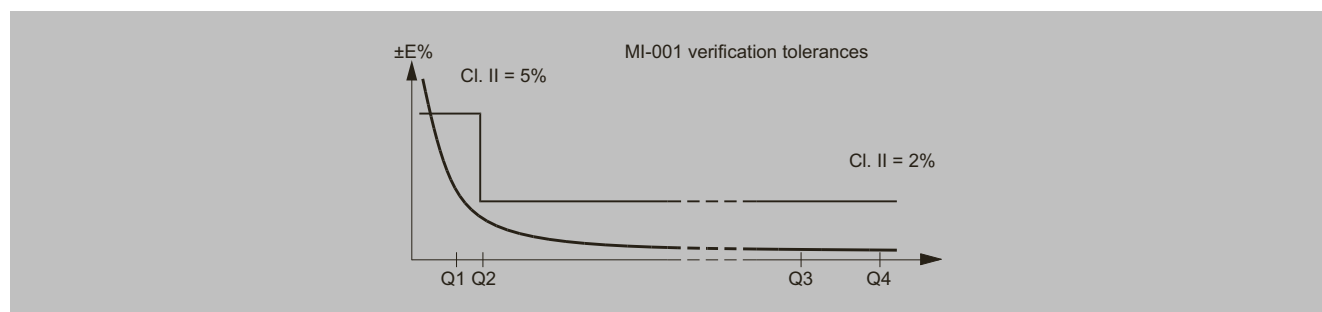 ±E%
MI-001 verification tolerances
Cl. II = 5%
Cl. II = 2%
Q1 Q2 Q3 Q4